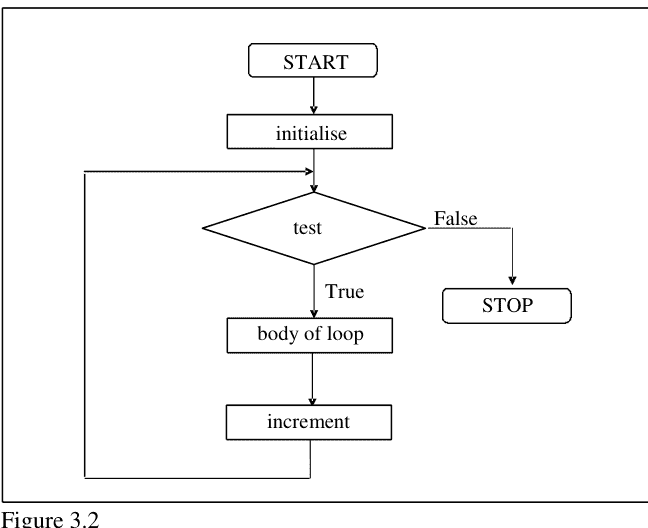 START
initialise
test
False
True
STOP
body of loop
increment
Figure 3.2